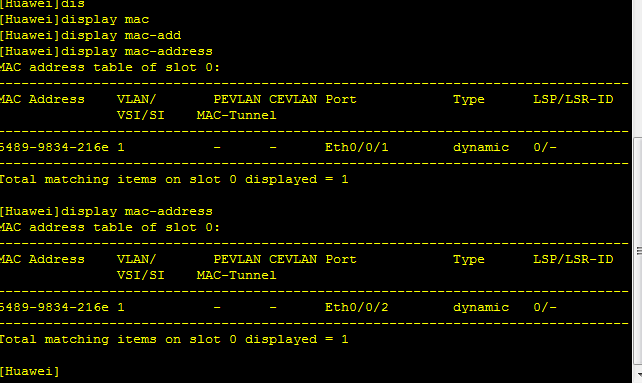 [Huawei]dis
[Huawei]display mac
[Huawei]display mac-add
[Huawei]display mac-address
MAC address table of slot 0:
-------------------------------------------------------------------------------
MAC Address    VLAN/       PEVLAN CEVLAN Port            Type      LSP/LSR-ID
               VSI/SI    MAC-Tunnel
-------------------------------------------------------------------------------
5489-9834-216e 1           -      -      Eth0/0/1        dynamic   0/-
-------------------------------------------------------------------------------
Total matching items on slot 0 displayed = 1
[Huawei]display mac-address
MAC address table of slot 0:
-------------------------------------------------------------------------------
MAC Address    VLAN/       PEVLAN CEVLAN Port            Type      LSP/LSR-ID
               VSI/SI    MAC-Tunnel
-------------------------------------------------------------------------------
5489-9834-216e 1           -      -      Eth0/0/2        dynamic   0/-
-------------------------------------------------------------------------------
Total matching items on slot 0 displayed = 1
[Huawei]